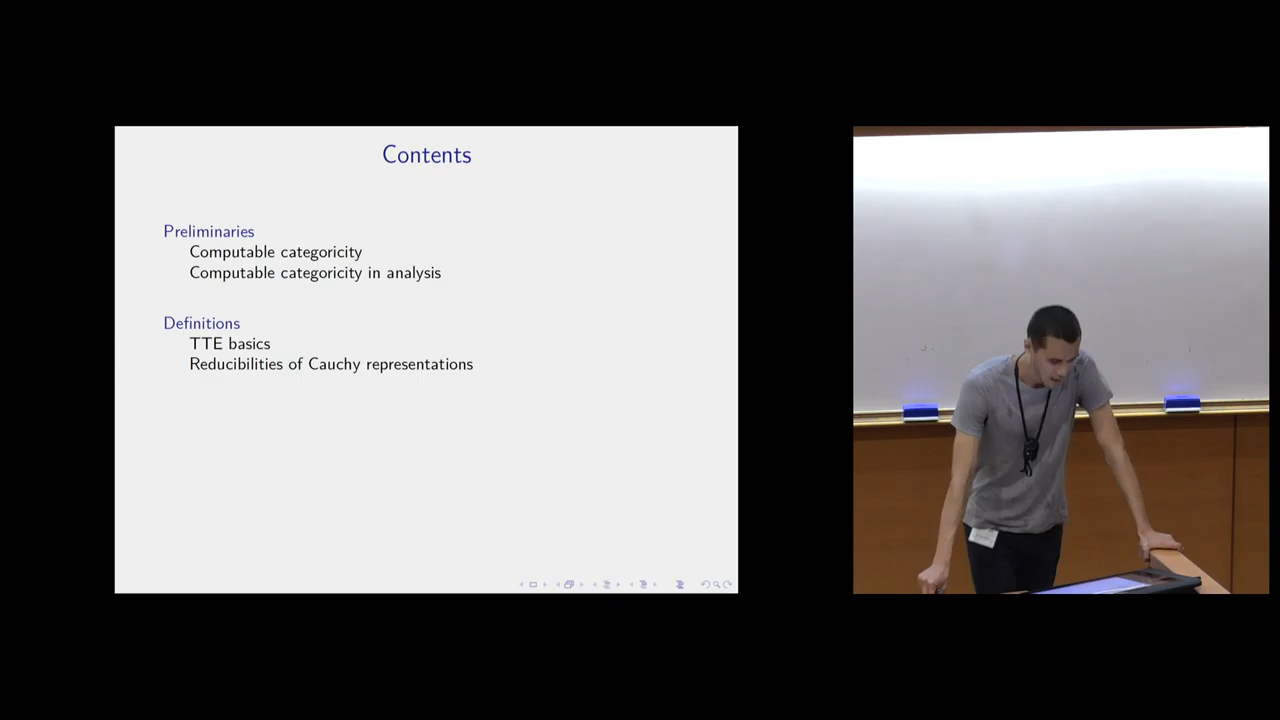 Contents
Preliminaries
Computable categoricity
Computable categoricity in analysis
Definitions
TTE basics
Reducibilities of Cauchy representations